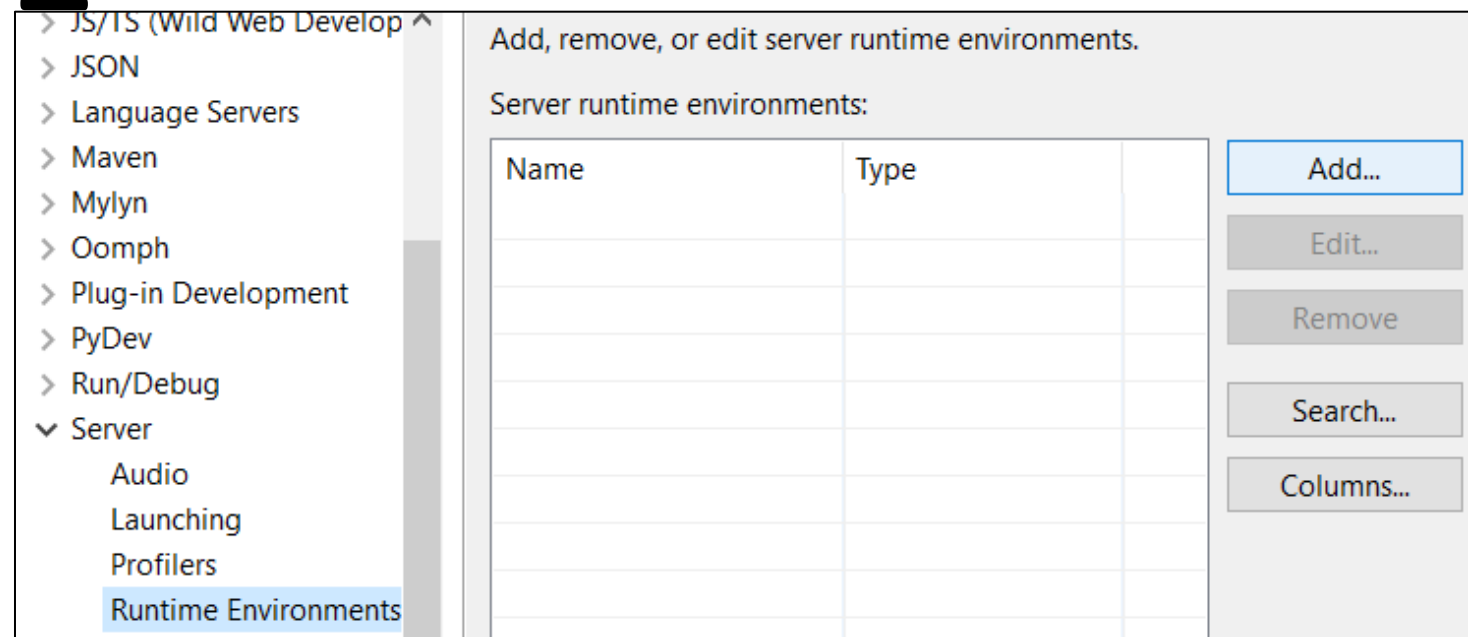 JS/TS (Wild Web Develop
JSON
Language Servers
Maven
Mylyn
Oomph
Plug-in Development
PyDev
Run/Debug
Server
Audio
Launching
Profilers
Runtime Environments
Add, remove, or edit server runtime environments.
Server runtime environments:
Name Type
Add...
Edit...
Remove
Search...
Columns...